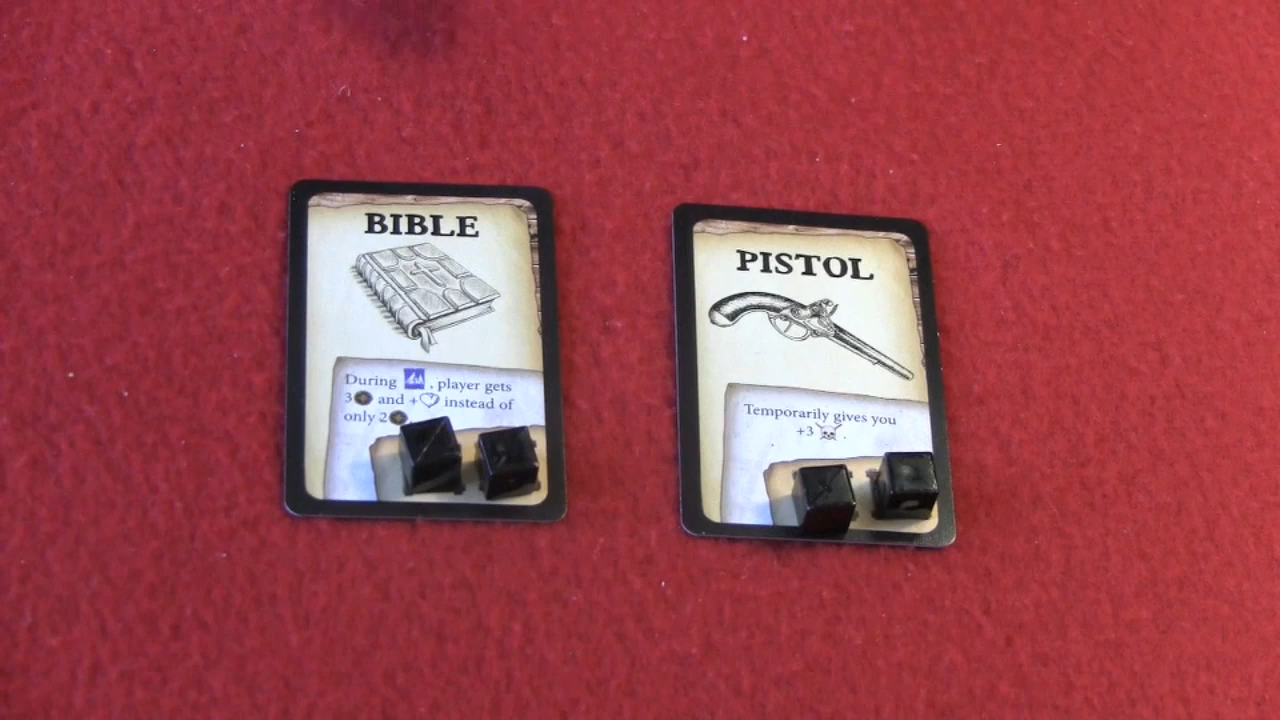 BIBLE
During , player gets
3 and + instead of
only 2
PISTOL
Temporarily gives you
+3 .